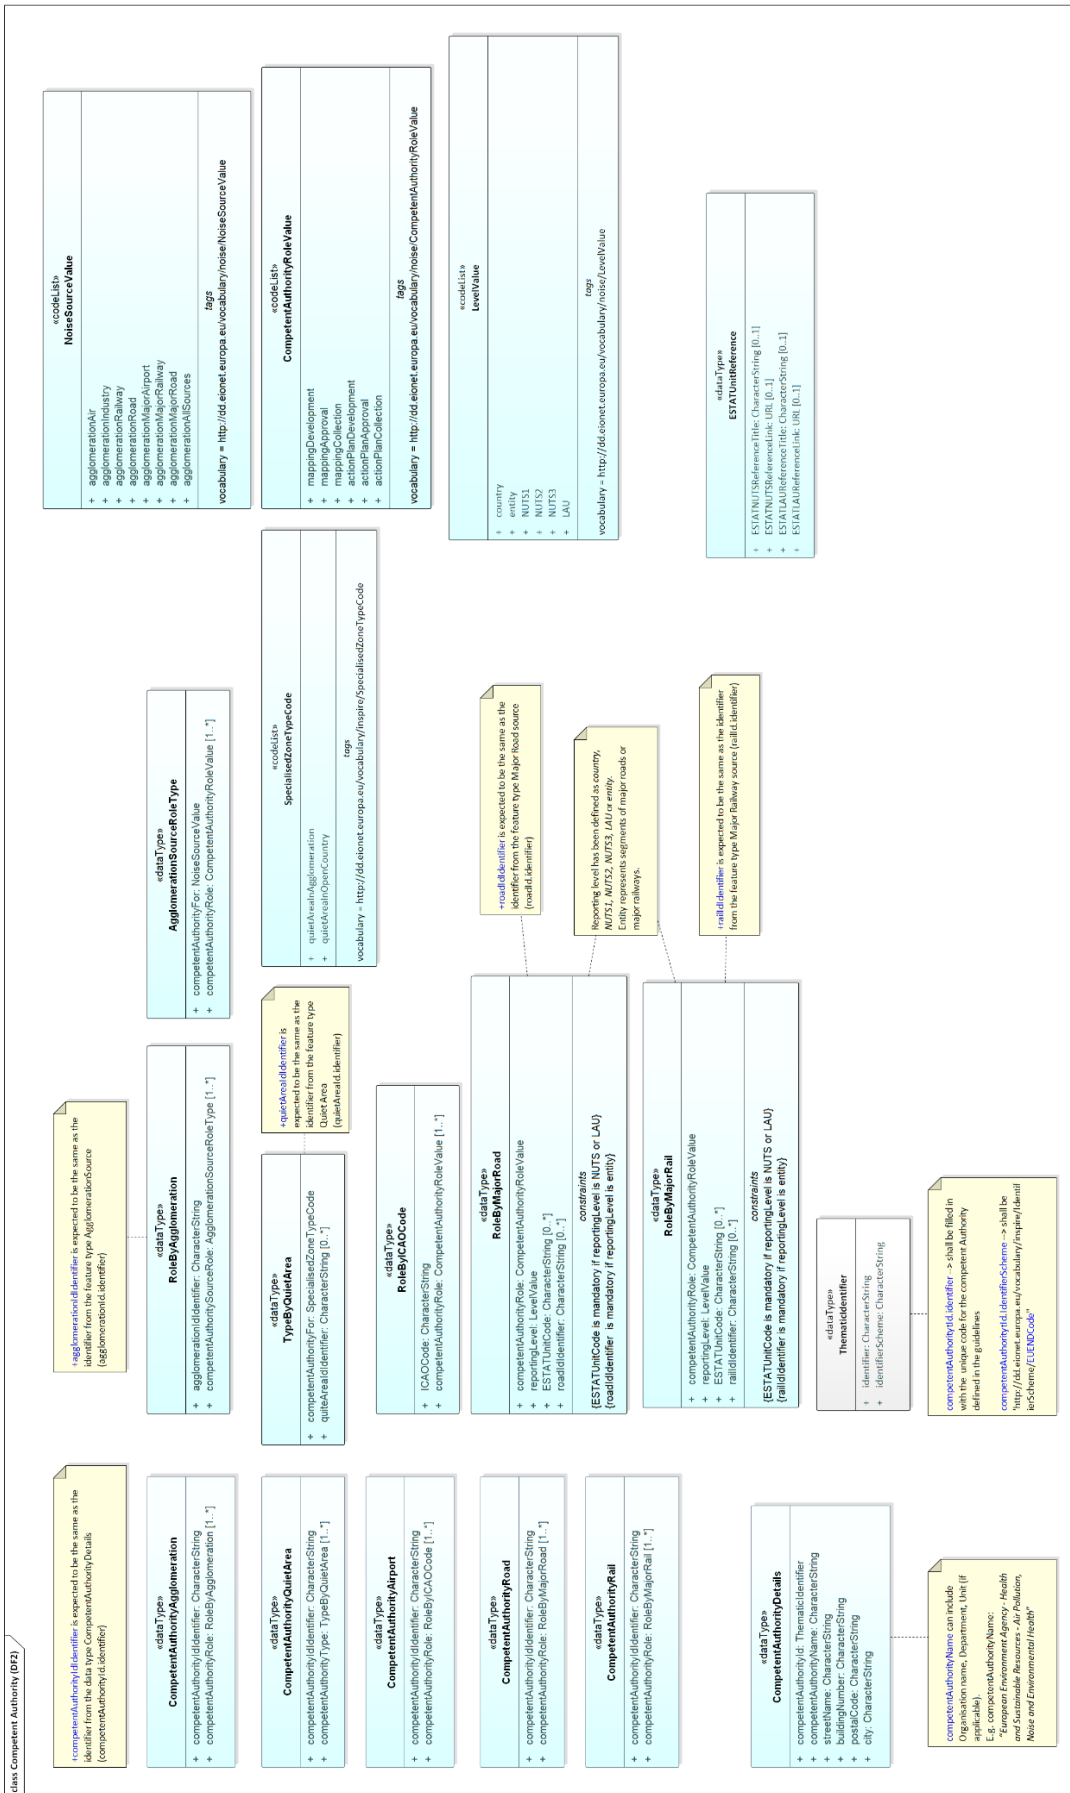 class Competent Authority (DF2)
+competentAuthorityIdIdentifier is expected to be the same as the
identifier from the data type CompetentAuthorityDetails
(competentAuthorityId.identifier)
«dataType»
CompetentAuthorityAgglomeration
+ competentAuthorityIdIdentifier: CharacterString
+ competentAuthorityRole: RoleByAgglomeration [1..*]
«dataType»
CompetentAuthorityQuietArea
+ competentAuthorityIdIdentifier: CharacterString
+ competentAuthorityType: TypeByQuietArea [1..*]
«dataType»
CompetentAuthorityAirport
+ competentAuthorityIdIdentifier: CharacterString
+ competentAuthorityRole: RoleByICAOCode [1..*]
«dataType»
CompetentAuthorityRoad
+ competentAuthorityIdIdentifier: CharacterString
+ competentAuthorityRole: RoleByMajorRoad [1..*]
«dataType»
CompetentAuthorityRail
+ competentAuthorityIdIdentifier: CharacterString
+ competentAuthorityRole: RoleByMajorRail [1..*]
«dataType»
CompetentAuthorityDetails
+ competentAuthorityId: ThematicIdentifier
+ competentAuthorityName: CharacterString
+ streetName: CharacterString
+ buildingNumber: CharacterString
+ postalCode: CharacterString
+ city: CharacterString
competentAuthorityName can include
Organisation name, Department, Unit (if
applicable).
E.g. competentAuthorityName:
"European Environment Agency - Health
and Sustainable Resources - Air Pollution,
Noise and Environmental Health"
+agglomerationIdIdentifier is expected to be the same as the
identifier from the feature type AgglomerationSource
(agglomerationId.identifier)
«dataType»
RoleByAgglomeration
+ agglomerationIdIdentifier: CharacterString
+ competentAuthoritySourceRole: AgglomerationSourceRoleType [1..*]
«dataType»
TypeByQuietArea
+ competentAuthorityFor: SpecialisedZoneTypeCode
+ quiteAreaIdIdentifier: CharacterString [0..*]
+quietAreaIdIdentifier is
expected to be the same as the
identifier from the feature type
Quiet Area
(quietAreaId.identifier)
«dataType»
RoleByICAOCode
+ ICAOCode: CharacterString
+ competentAuthorityRole: CompetentAuthorityRoleValue [1..*]
«dataType»
RoleByMajorRoad
+ competentAuthorityRole: CompetentAuthorityRoleValue
+ reportingLevel: LevelValue
+ ESTATUnitCode: CharacterString [0..*]
+ roadIdIdentifier: CharacterString [0..*]
constraints
{ESTATUnitCode is mandatory if reportingLevel is NUTS or LAU}
{roadIdIdentifier is mandatory if reportingLevel is entity}
«dataType»
RoleByMajorRail
+ competentAuthorityRole: CompetentAuthorityRoleValue
+ reportingLevel: LevelValue
+ ESTATUnitCode: CharacterString [0..*]
+ railIdIdentifier: CharacterString [0..*]
constraints
{ESTATUnitCode is mandatory if reportingLevel is NUTS or LAU}
{railIdIdentifier is mandatory if reportingLevel is entity}
«dataType»
ThematicIdentifier
+ identifier: CharacterString
+ identifierScheme: CharacterString
competentAuthorityId.identifier --> shall be filled in
with the unique code for the competent Authority
defined in the guidelines
competentAuthorityId.IdentifierScheme --> shall be
'http://dd.eionet.europa.eu/vocabulary/inspire/Identif
ierScheme/EUENDCode"
«dataType»
AgglomerationSourceRoleType
+ competentAuthorityFor: NoiseSourceValue
+ competentAuthorityRole: CompetentAuthorityRoleValue [1..*]
«codeList»
SpecialisedZoneTypeCode
+ quietAreaInAgglomeration
+ quietAreaInOpenCountry
tags
vocabulary = http://dd.eionet.europa.eu/vocabulary/inspire/SpecialisedZoneTypeCode
+roadIdIdentifier is expected to be the same as the
identifier from the feature type Major Road source
(roadId.identifier)
Reporting level has been defined as country,
NUTS1, NUTS2, NUTS3, LAU or entity.
Entity represents segments of major roads or
major railways.
+railIdIdentifier is expected to be the same as the identifier
from the feature type Major Railway source (railId.identifier)
«codeList»
NoiseSourceValue
+ agglomerationAir
+ agglomerationIndustry
+ agglomerationRailway
+ agglomerationRoad
+ agglomerationMajorAirport
+ agglomerationMajorRailway
+ agglomerationMajorRoad
+ agglomerationAllSources
tags
vocabulary = http://dd.eionet.europa.eu/vocabulary/noise/NoiseSourceValue
«codeList»
CompetentAuthorityRoleValue
+ mappingDevelopment
+ mappingApproval
+ mappingCollection
+ actionPlanDevelopment
+ actionPlanApproval
+ actionPlanCollection
tags
vocabulary = http://dd.eionet.europa.eu/vocabulary/noise/CompetentAuthorityRoleValue
«codeList»
LevelValue
+ country
+ entity
+ NUTS1
+ NUTS2
+ NUTS3
+ LAU
tags
vocabulary = http://dd.eionet.europa.eu/vocabulary/noise/LevelValue
«dataType»
ESTATUnitReference
+ ESTATNUTSReferenceTitle: CharacterString [0..1]
+ ESTATNUTSReferenceLink: URL [0..1]
+ ESTATLAUReferenceTitle: CharacterString [0..1]
+ ESTATLAUReferenceLink: URL [0..1]